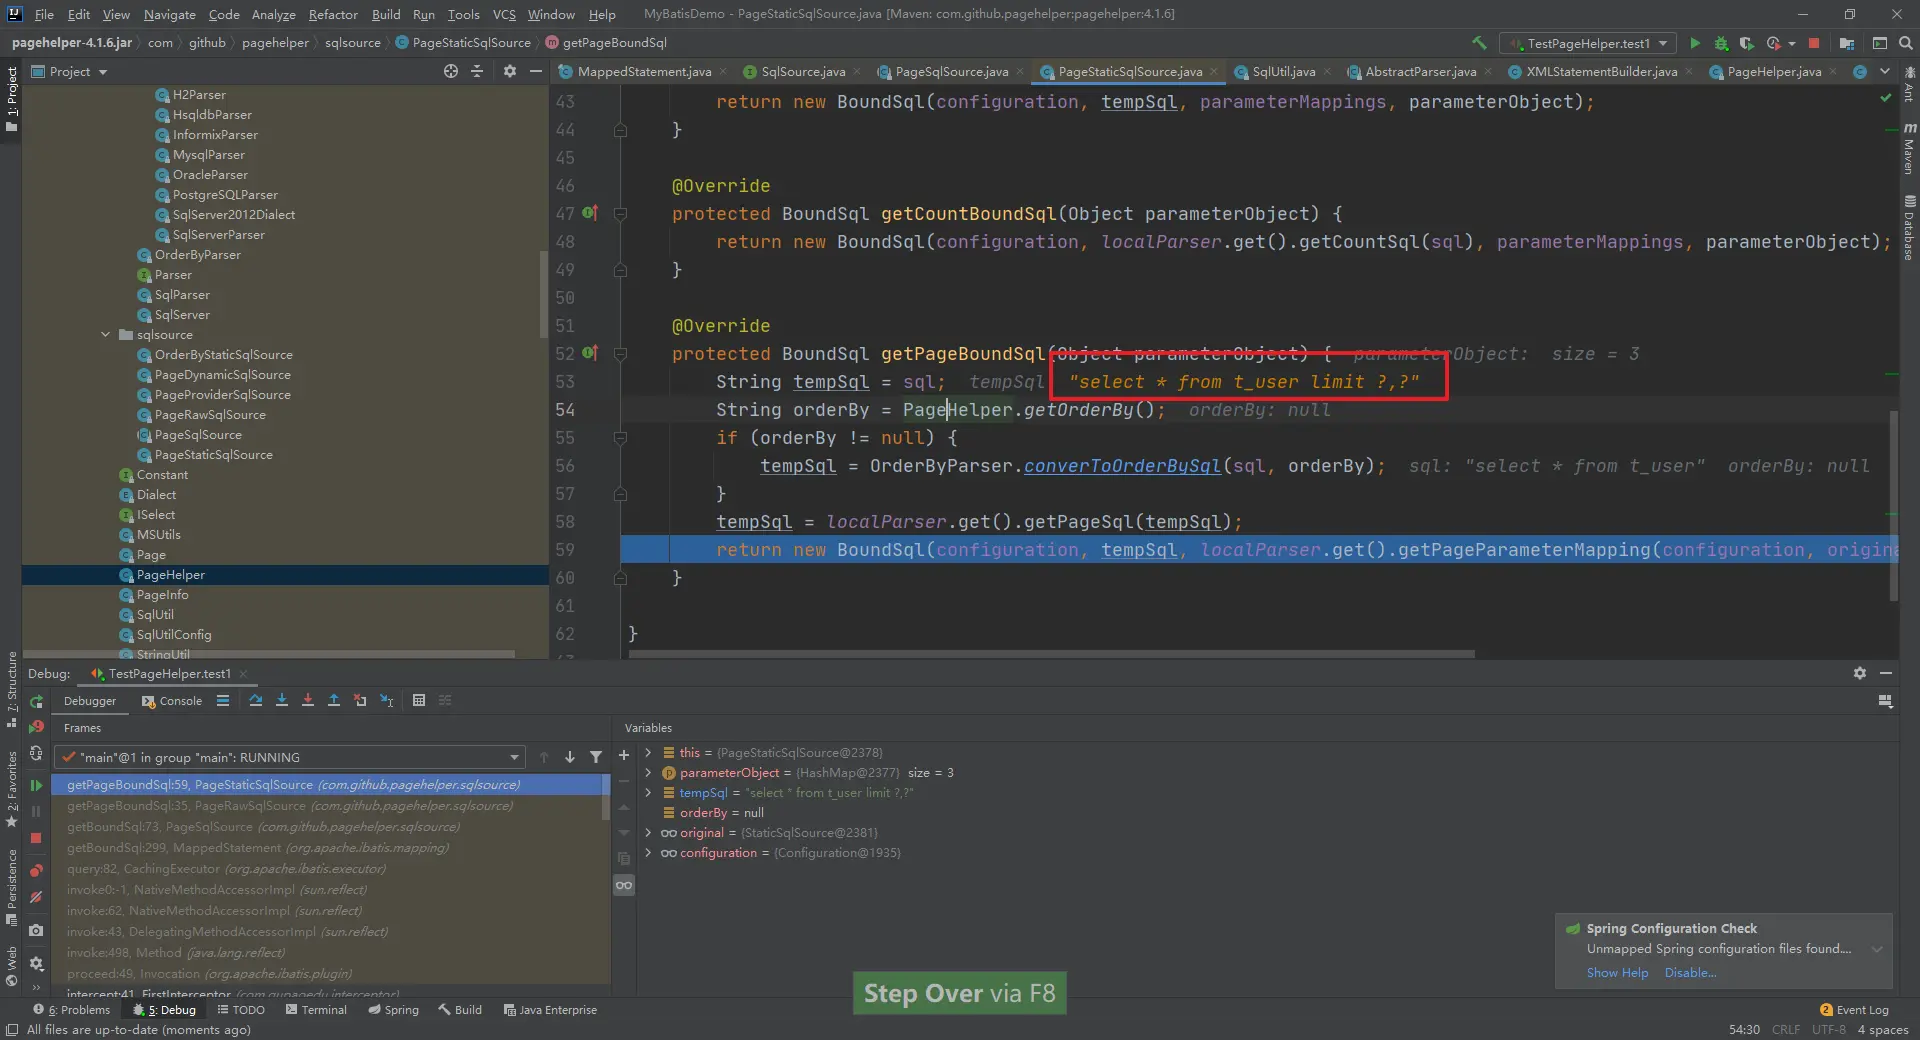 File Edit View Navigate Code Analyze Refactor Build Run Tools VCS Window Help MyBatisDemo - PageStaticSqlSource.java [Maven: com.github.pagehelper:pagehelper:4.1.6]
pagehelper-4.1.6.jar com github pagehelper sqlsource PageStaticSqlSource getPageBoundSql TestPageHelper.test1
Project
MappedStatement.java SqlSource.java PageSqlSource.java PageStaticSqlSource.java SqlUtil.java AbstractParser.java XMLStatementBuilder.java PageHelper.java
1: Project
7: Structure
2: Favorites
Persistence
Web
Ant
Maven
Database
H2Parser
HsqldbParser
InformixParser
MysqlParser
OracleParser
PostgreSQLParser
SqlServer2012Dialect
SqlServerParser
OrderByParser
Parser
SqlParser
SqlServer
sqlsource
OrderByStaticSqlSource
PageDynamicSqlSource
PageProviderSqlSource
PageRawSqlSource
PageSqlSource
PageStaticSqlSource
Constant
Dialect
ISelect
MSUtils
Page
PageHelper
PageInfo
SqlUtil
SqlUtilConfig
StringUtil
43 return new BoundSql(configuration, tempSql, parameterMappings, parameterObject);
44 }
45
46 @Override
47 protected BoundSql getCountBoundSql(Object parameterObject) {
48 return new BoundSql(configuration, localParser.get().getCountSql(sql), parameterMappings, parameterObject);
49 }
50
51 @Override
52 protected BoundSql getPageBoundSql(Object parameterObject) { parameterObject: size = 3
53 String tempSql = sql; tempSql "select * from t_user limit ?,?"
54 String orderBy = PageHelper.getOrderBy(); orderBy: null
55 if (orderBy != null) {
56 tempSql = OrderByParser.converToOrderBySql(sql, orderBy); sql: "select * from t_user" orderBy: null
57 }
58 tempSql = localParser.get().getPageSql(tempSql);
59 return new BoundSql(configuration, tempSql, localParser.get().getPageParameterMapping(configuration, origina
60 }
61
62 }
Debug: TestPageHelper.test1
Debugger Console
Frames
"main"@1 in group "main": RUNNING
getPageBoundSql:59, PageStaticSqlSource (com.github.pagehelper.sqlsource)
getPageBoundSql:35, PageRawSqlSource (com.github.pagehelper.sqlsource)
getBoundSql:73, PageSqlSource (com.github.pagehelper.sqlsource)
getBoundSql:299, MappedStatement (org.apache.ibatis.mapping)
query:82, CachingExecutor (org.apache.ibatis.executor)
invoke0:-1, NativeMethodAccessorImpl (sun.reflect)
invoke:62, NativeMethodAccessorImpl (sun.reflect)
invoke:43, DelegatingMethodAccessorImpl (sun.reflect)
invoke:498, Method (java.lang.reflect)
proceed:49, Invocation (org.apache.ibatis.plugin)
intercept:41, FirstInterceptor (com.gupaoedu.interceptor)
Variables
this = {PageStaticSqlSource@2378}
parameterObject = {HashMap@2377} size = 3
tempSql = "select * from t_user limit ?,?"
orderBy = null
original = {StaticSqlSource@2381}
configuration = {Configuration@1935}
Spring Configuration Check
Unmapped Spring configuration files found....
Show Help Disable...
Step Over via F8
6: Problems 5: Debug TODO Terminal Spring Build Java Enterprise 2 Event Log
All files are up-to-date (moments ago) 54:30 CRLF UTF-8 4 spaces